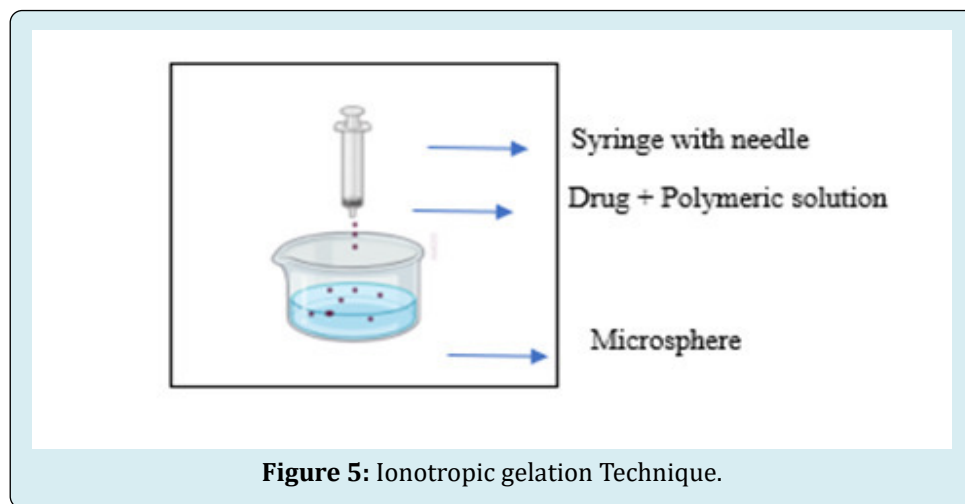 Syringe with needle
Drug + Polymeric solution
Microsphere
Figure 5: Ionotropic gelation Technique.